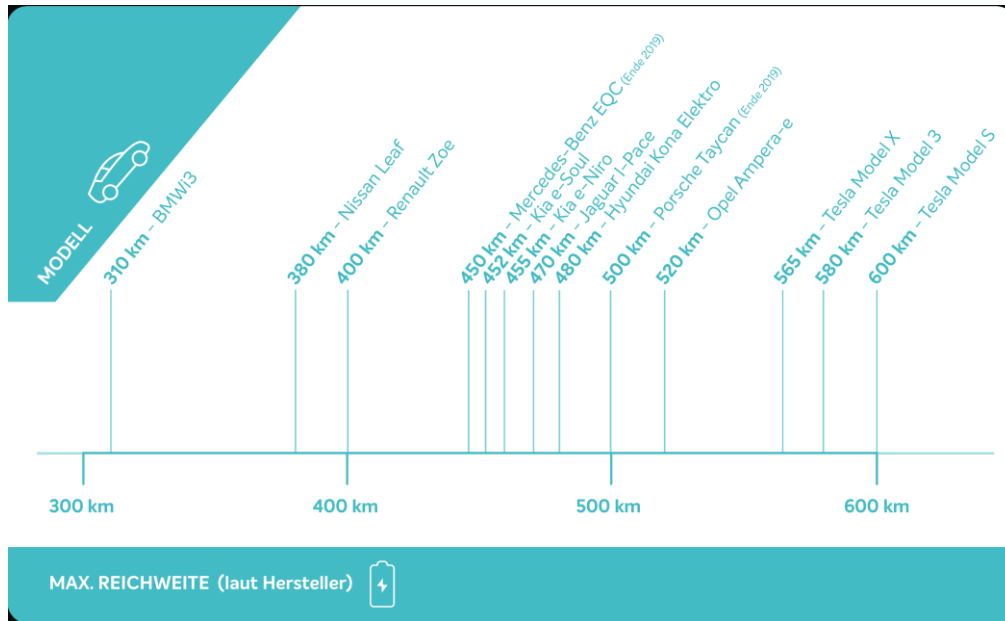 MODELL
310 km - BMWi3
380 km - Nissan Leaf
400 km - Renault Zoe
450 km - Mercedes-Benz EQC (Ende 2019)
452 km - Kia e-Soul
455 km - Kia e-Niro
470 km - Jaguar I-Pace
480 km - Hyundai Kona Elektro
500 km - Porsche Taycan (Ende 2019)
520 km - Opel Ampera-e
565 km - Tesla Model X
580 km - Tesla Model 3
600 km - Tesla Model S
300 km
400 km
500 km
600 km
MAX. REICHWEITE (laut Hersteller)